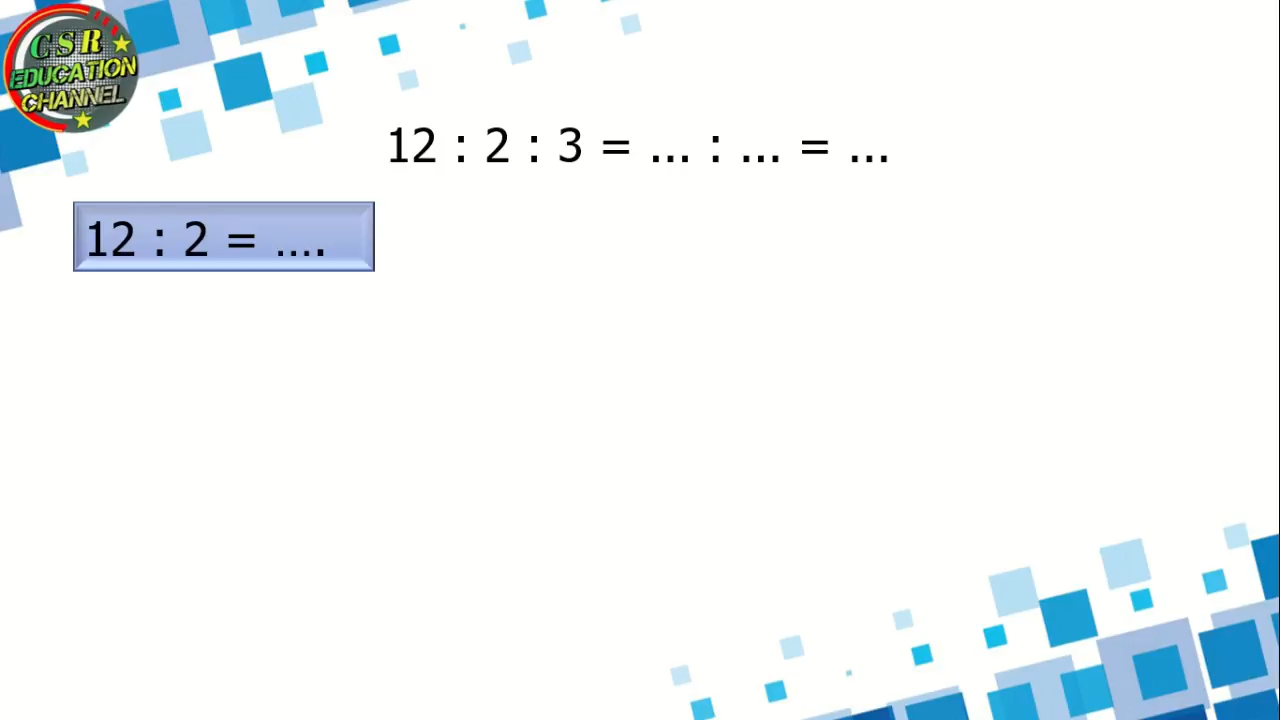 CSR
EDUCATION
CHANNEL
12 : 2 : 3 = ... : ... = ...
12 : 2 = ....